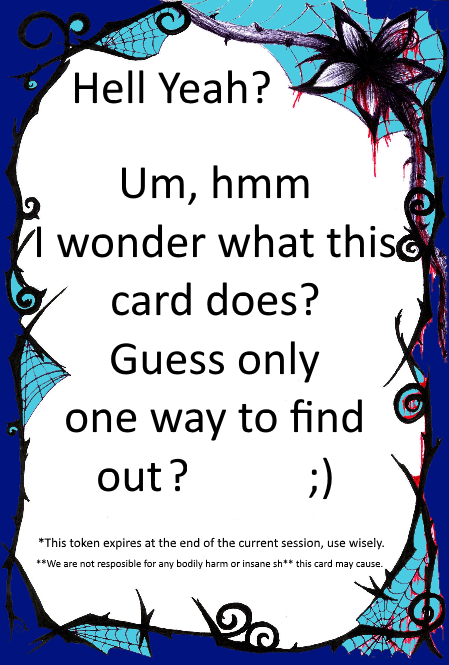 Hell Yeah?
Um, hmm
I wonder what this
card does?
Guess only
one way to find
out ? ;)
*This token expires at the end of the current session, use wisely.
**We are not resposible for any bodily harm or insane sh** this card may cause.